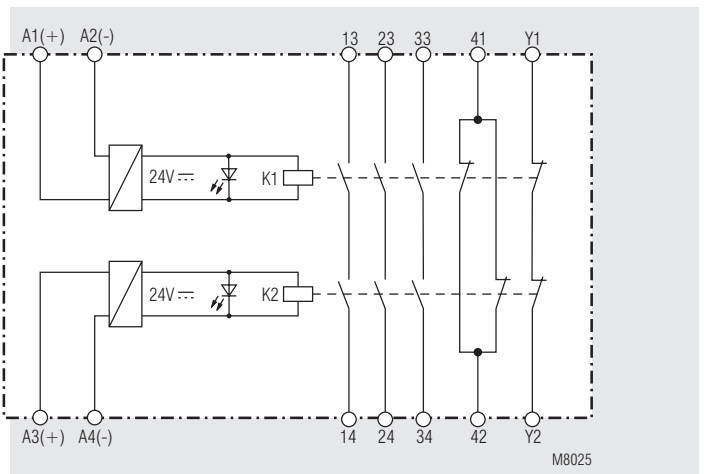 A1(+) A2(-) 13 23 33 41 Y1
24V K1
24V K2
A3(+) A4(-) 14 24 34 42 Y2
M8025